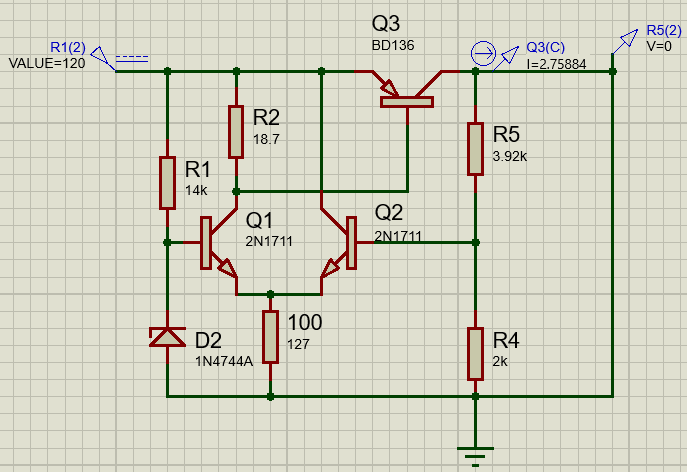 Q3
BD136
R1(2)
VALUE=120
Q3(C)
I=2.75884
R5(2)
V=0
R2
18.7
R5
3.92k
R1
14k
Q1
2N1711
Q2
2N1711
100
127
D2
1N4744A
R4
2k